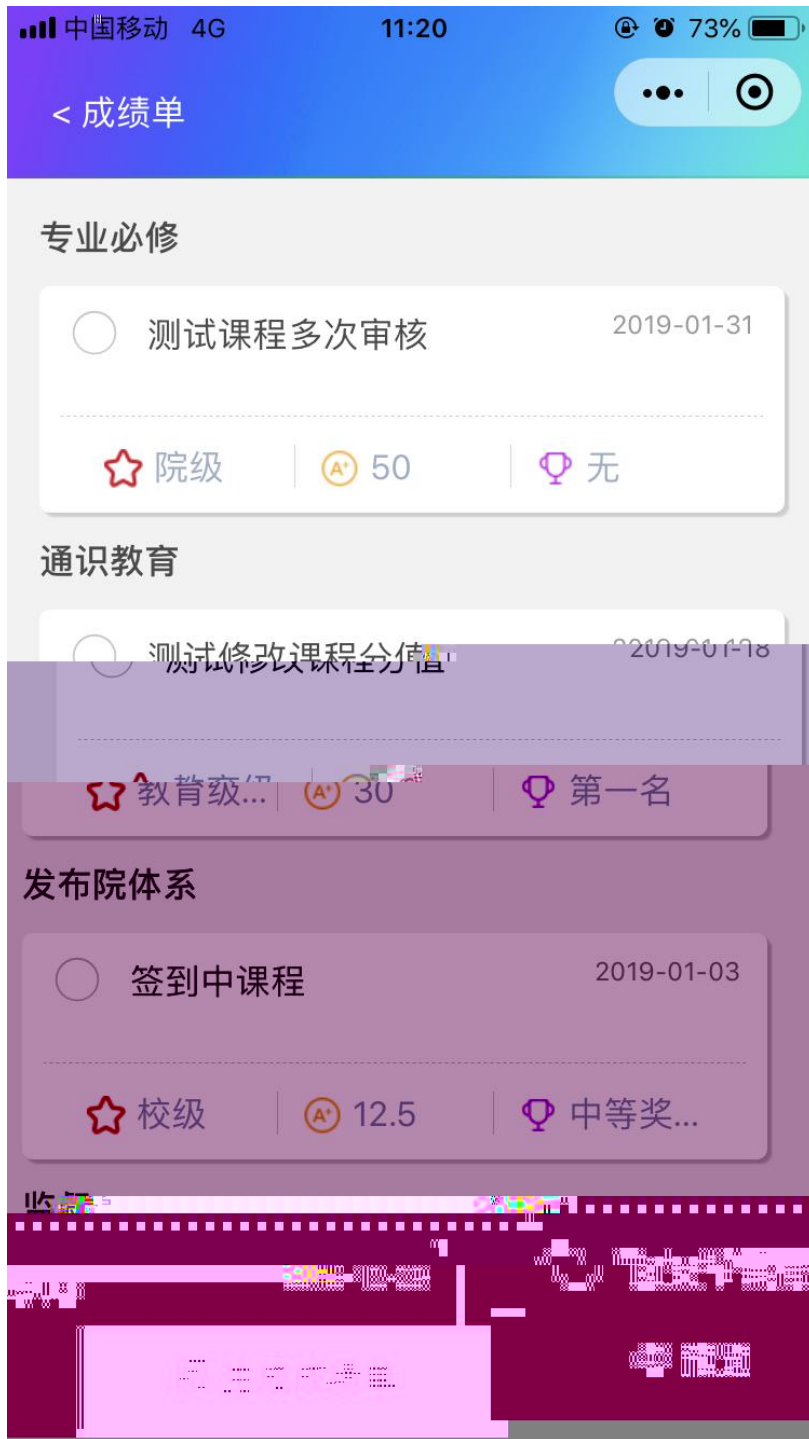 中国移动 4G 11:20 73%
< 成绩单
专业必修
测试课程多次审核 2019-01-31
院级 A+ 50 无
通识教育
测试修改课程分值 2019-01-18
教育级... A+ 30 第一名
发布院体系
签到中课程 2019-01-03
校级 A+ 12.5 中等奖...